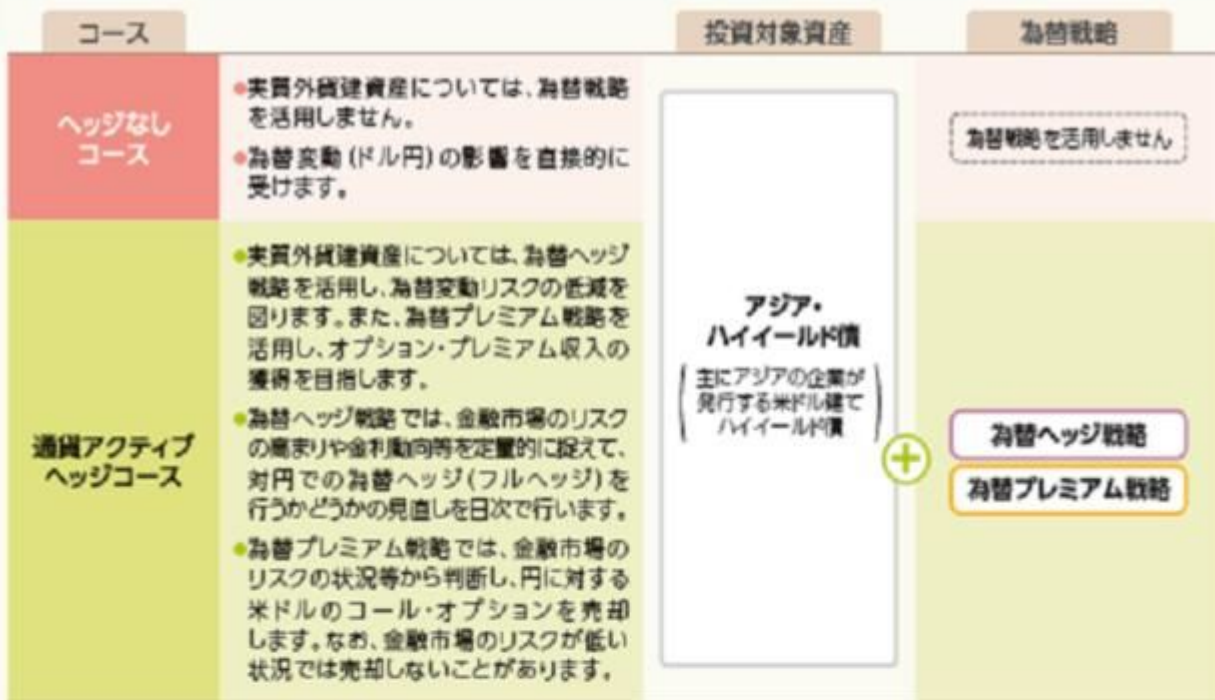 コース
投資対象資産
為替戦略
ヘッジなし
コース
●実質外貨建資産については、為替戦略
を活用しません。
●為替変動(ドル円)の影響を直接的に
受けます。
為替戦略を活用しません
通貨アクティブ
ヘッジコース
●実質外貨建資産については、為替ヘッジ
戦略を活用し、為替変動リスクの低減を
図ります。また、為替プレミアム戦略を
活用し、オプション・プレミアム収入の
獲得を目指します。
●為替ヘッジ戦略では、金融市場のリスク
の高まりや金利動向等を定量的に捉えて、
対円での為替ヘッジ(フルヘッジ)を
行うかどうかの見直しを日次で行います。
●為替プレミアム戦略では、金融市場の
リスクの状況等から判断し、円に対する
米ドルのコール・オプションを売却
します。なお、金融市場のリスクが低い
状況では売却しないことがあります。
アジア・
ハイイールド債
(主にアジアの企業が
発行する米ドル建て
ハイイールド債)
+
為替ヘッジ戦略
為替プレミアム戦略